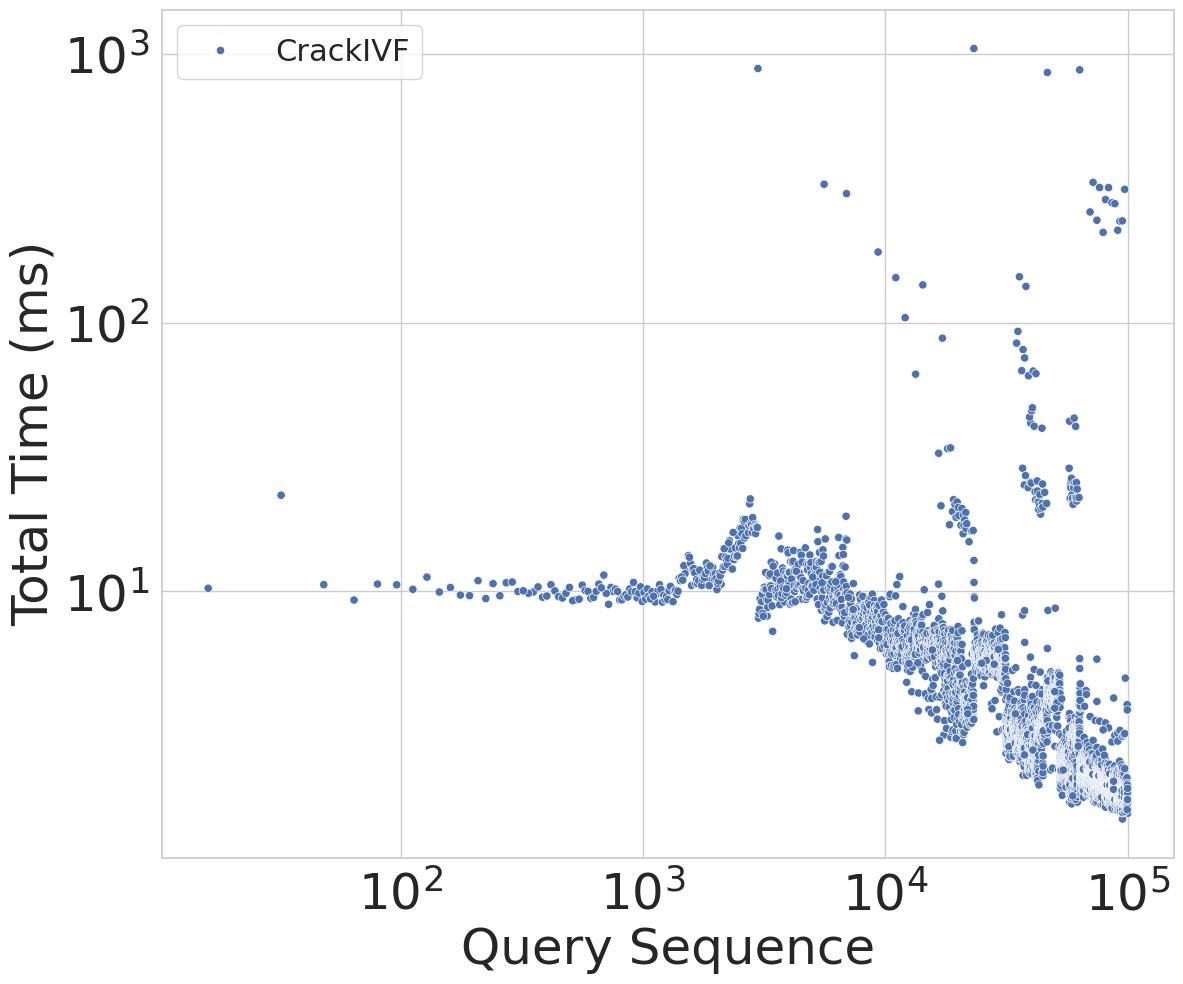 CrackIVF
10³
10²
10¹
Total Time (ms)
10² 10³ 10⁴ 10⁵
Query Sequence